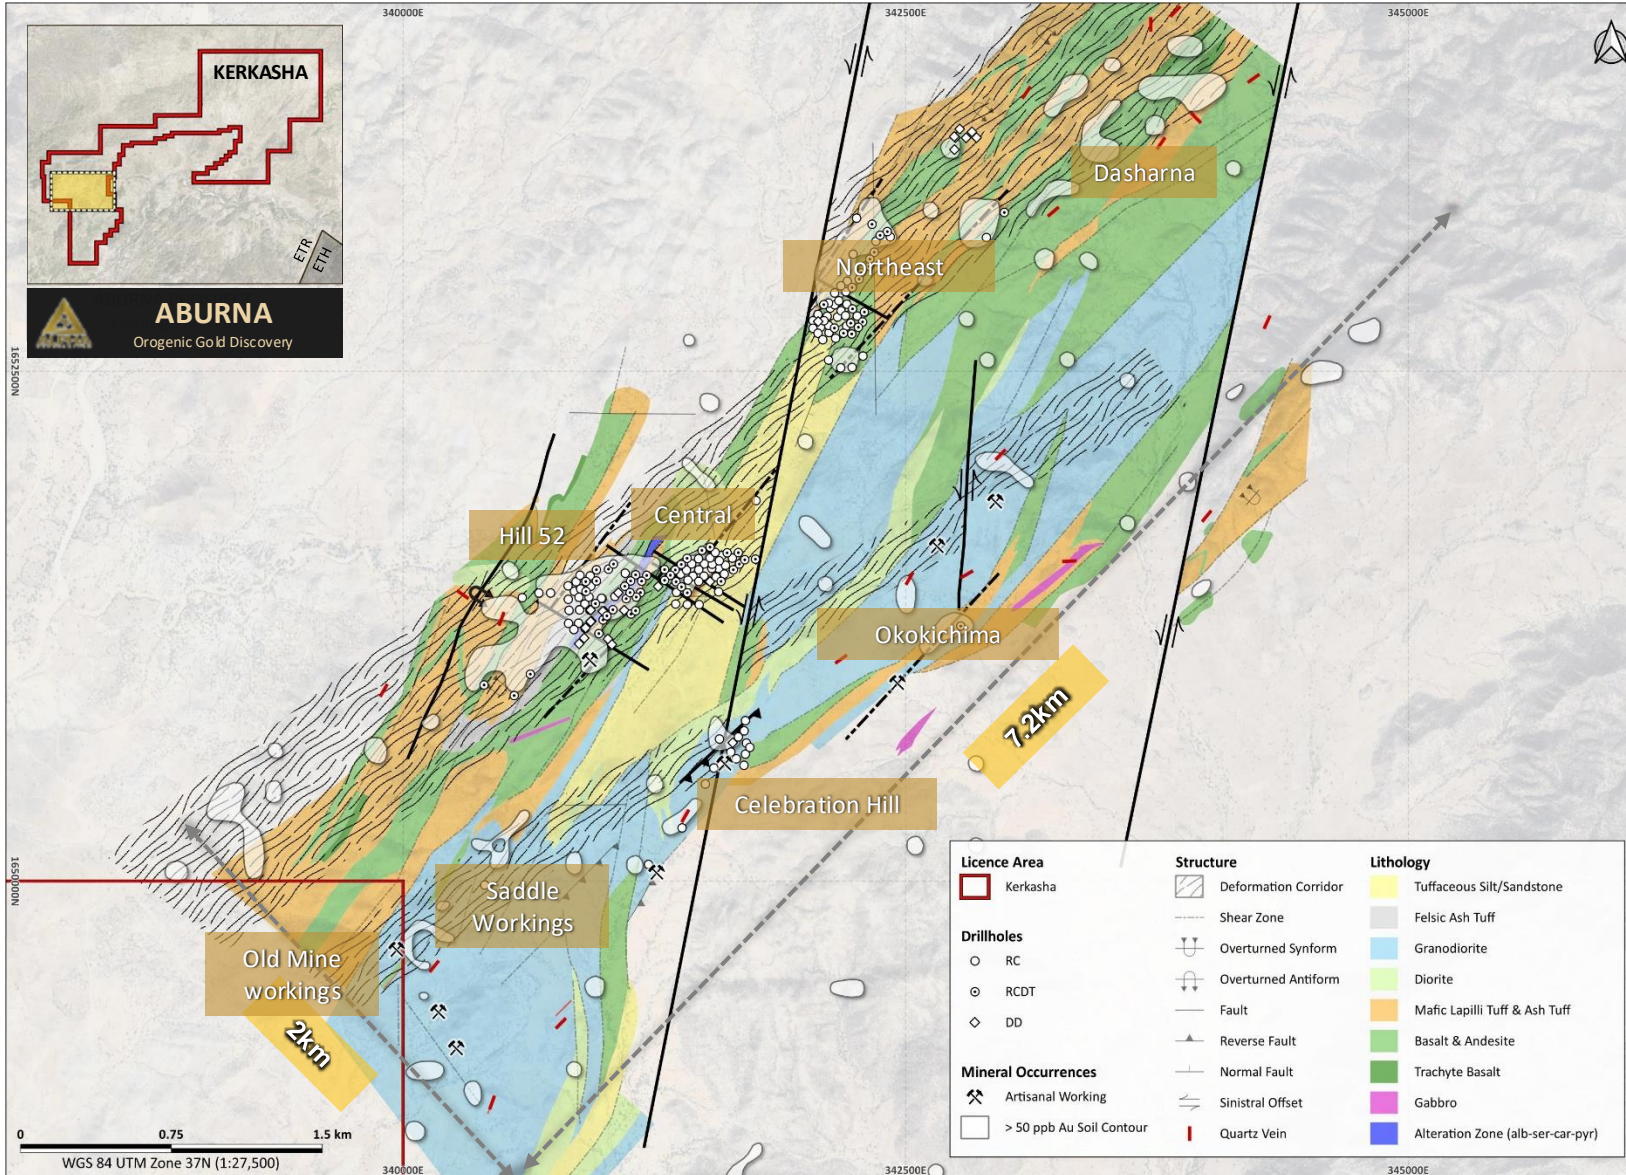 340000E
342500E
345000E
KERKASHA
ETR
ETH
ABURNA
Orogenic Gold Discovery
1652500N
1650000N
Dasharna
Northeast
Central
Hill 52
Okokichima
7.2km
Celebration Hill
Saddle
Workings
Old Mine
workings
2km
Licence Area
Kerkasha
Drillholes
RC
RCDT
DD
Mineral Occurrences
Artisanal Working
> 50 ppb Au Soil Contour
Structure
Deformation Corridor
Shear Zone
Overturned Synform
Overturned Antiform
Fault
Reverse Fault
Normal Fault
Sinistral Offset
Quartz Vein
Lithology
Tuffaceous Silt/Sandstone
Felsic Ash Tuff
Granodiorite
Diorite
Mafic Lapilli Tuff & Ash Tuff
Basalt & Andesite
Trachyte Basalt
Gabbro
Alteration Zone (alb-ser-car-pyr)
0 0.75 1.5 km
WGS 84 UTM Zone 37N (1:27,500)
340000E
342500E
345000E